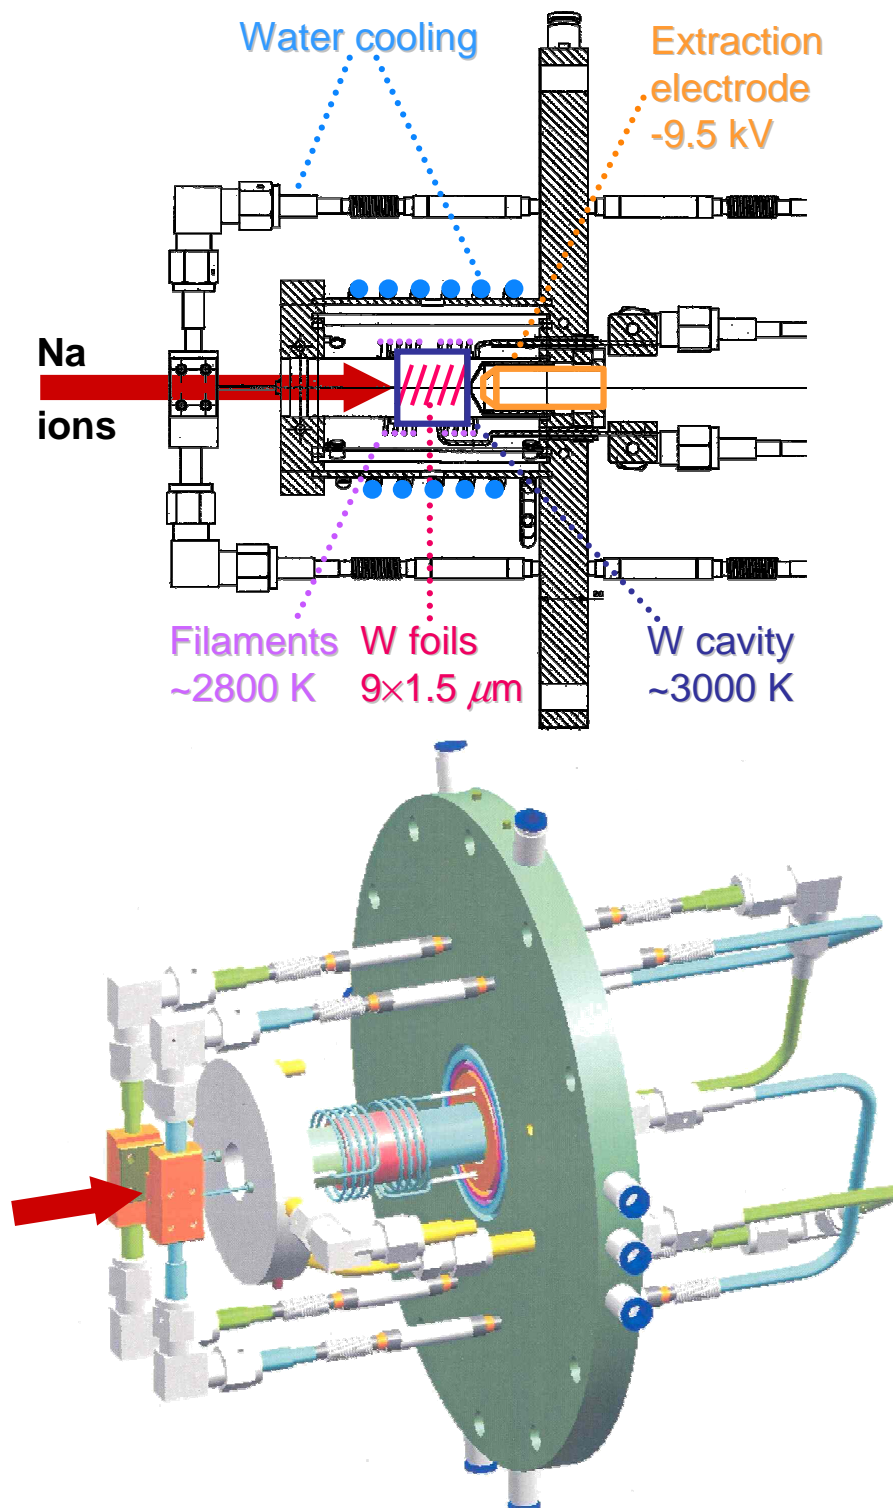 Water cooling
Extraction
electrode
-9.5 kV
Na
ions
Filaments
~2800 K
W foils
9×1.5 μm
W cavity
~3000 K